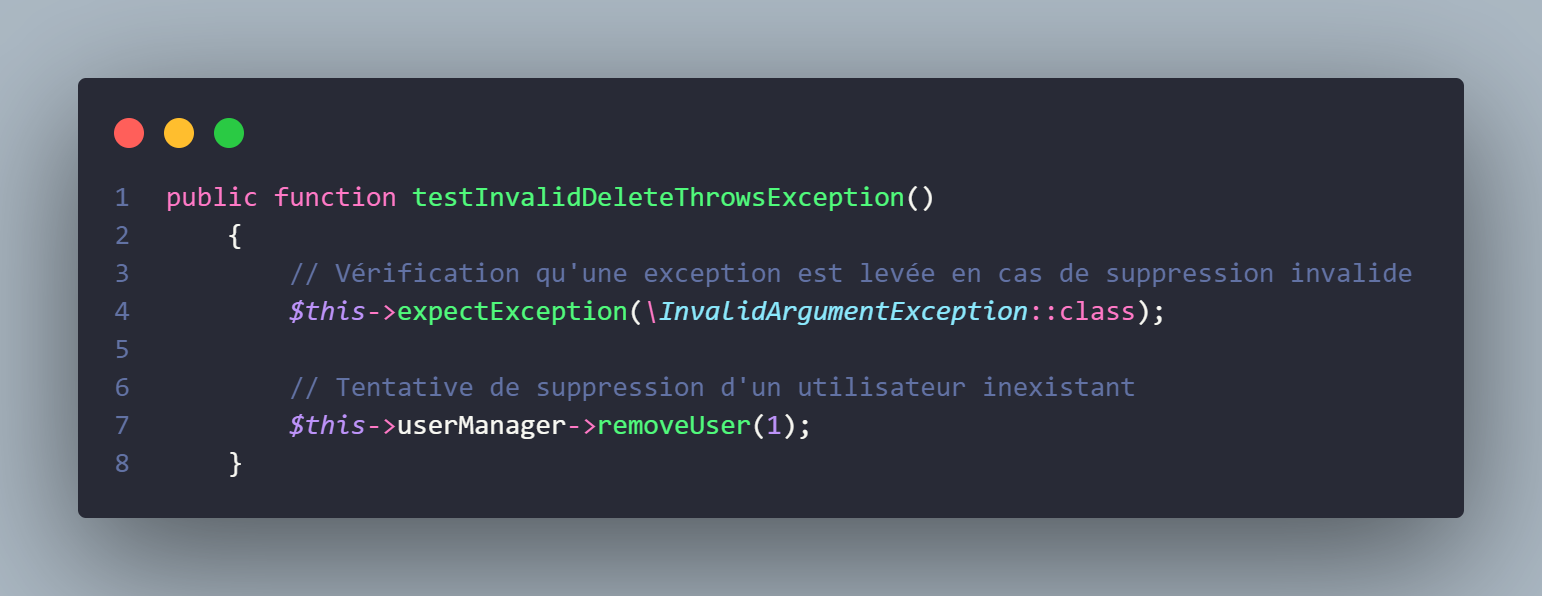 1 public function testInvalidDeleteThrowsException()
2 {
3 // Vérification qu'une exception est levée en cas de suppression invalide
4 $this->expectException(\InvalidArgumentException::class);
5
6 // Tentative de suppression d'un utilisateur inexistant
7 $this->userManager->removeUser(1);
8 }